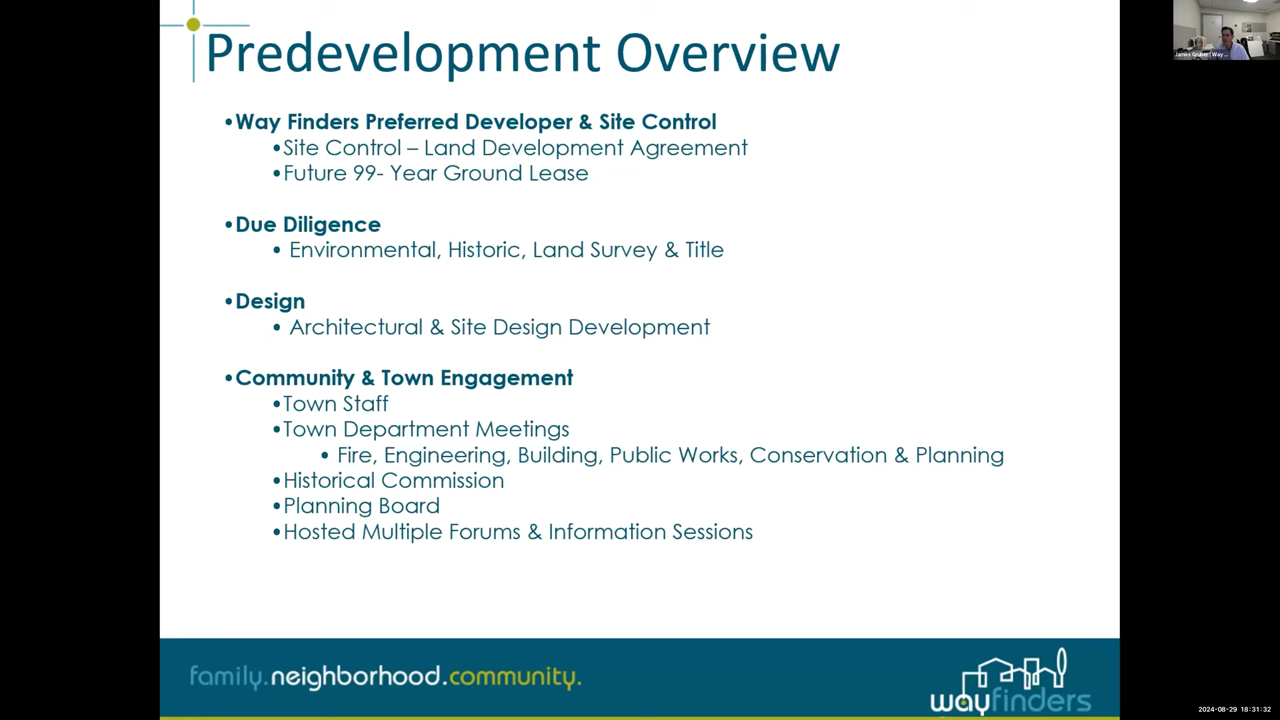 Predevelopment Overview
•Way Finders Preferred Developer & Site Control
•Site Control – Land Development Agreement
•Future 99- Year Ground Lease
•Due Diligence
• Environmental, Historic, Land Survey & Title
•Design
• Architectural & Site Design Development
•Community & Town Engagement
•Town Staff
•Town Department Meetings
• Fire, Engineering, Building, Public Works, Conservation & Planning
•Historical Commission
•Planning Board
•Hosted Multiple Forums & Information Sessions
family.neighborhood.community.
wayfinders
James Gruber| Way ...
2024-08-29 18:31:32